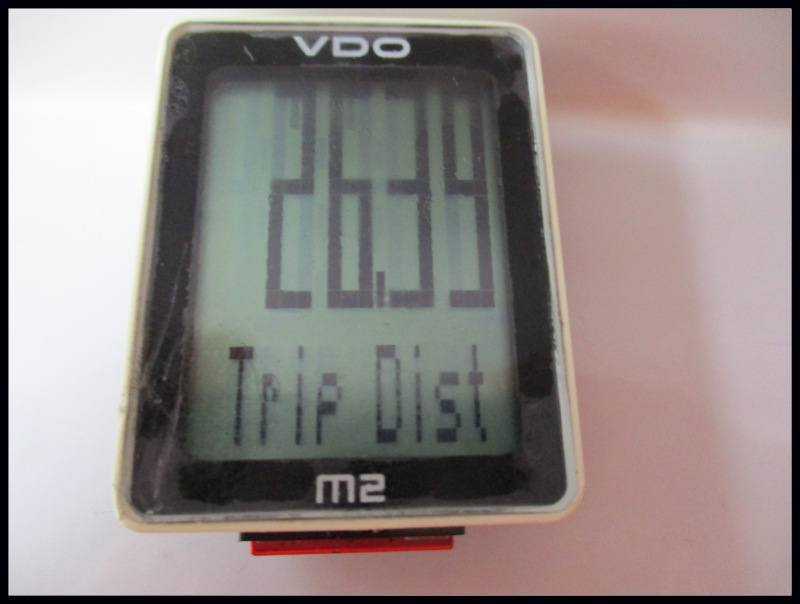 VDO
26.39
Trip Dist
M2